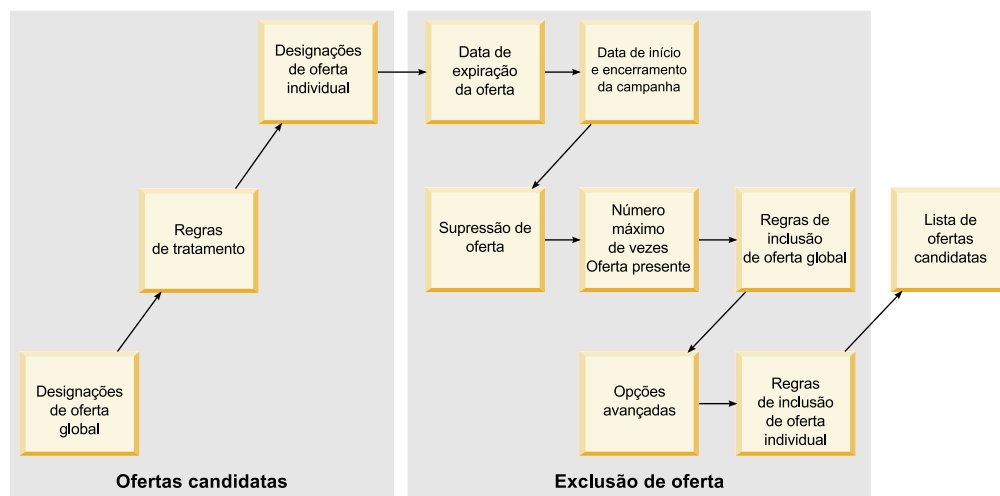 Designações
de oferta
individual
Data de
expiração
da oferta
Data de início
e encerramento
da campanha
Regras
de tratamento
Supressão de
oferta
Número
máximo
de vezes
Oferta presente
Regras de
inclusão
de oferta global
Lista de
ofertas
candidatas
Designações
de oferta
global
Opções
avançadas
Regras
de inclusão
de oferta
individual
Ofertas candidatas
Exclusão de oferta